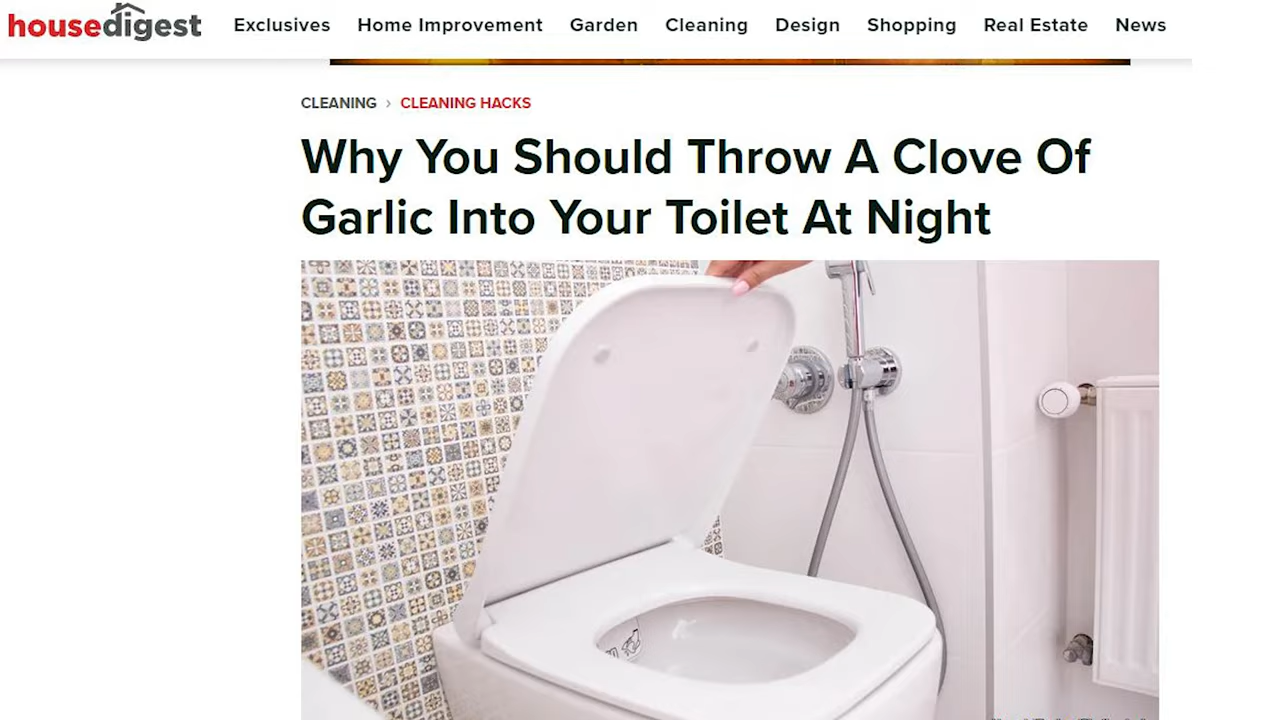 housedigest
Exclusives Home Improvement Garden Cleaning Design Shopping Real Estate News
CLEANING › CLEANING HACKS
Why You Should Throw A Clove Of
Garlic Into Your Toilet At Night